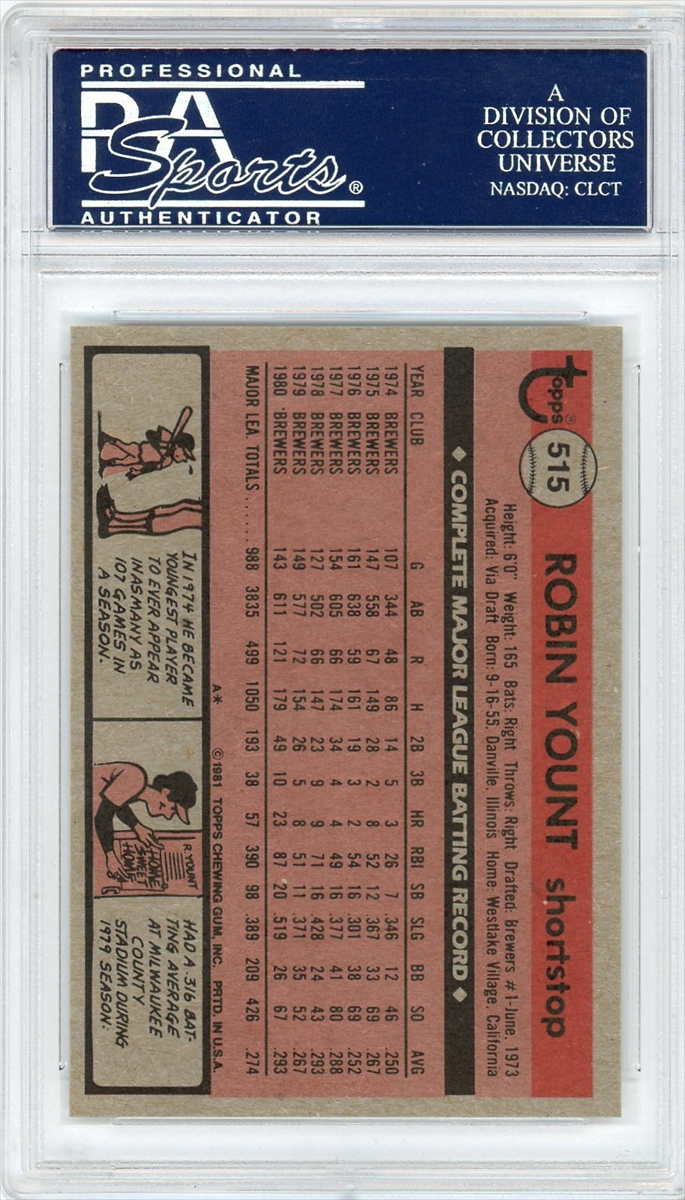 PROFESSIONAL
PSA
Sports®
AUTHENTICATOR
A
DIVISION OF
COLLECTORS
UNIVERSE
NASDAQ: CLCT
topps®
515
ROBIN YOUNT shortstop
Height: 6'0" Weight: 165 Bats: Right Throws: Right Drafted: Brewers #1-June, 1973
Acquired: Via Draft Born: 9-16-55, Danville, Illinois Home: Westlake Village, California
◆ COMPLETE MAJOR LEAGUE BATTING RECORD ◆
YEAR CLUB G AB R H 2B 3B HR RBI SB SLG BB SO AVG
1974 BREWERS 107 344 48 86 14 5 3 26 7 .346 12 46 .250
1975 BREWERS 147 558 67 149 28 2 8 52 12 .367 33 69 .267
1976 BREWERS 161 638 59 161 19 3 2 54 16 .301 38 69 .252
1977 BREWERS 154 605 66 174 34 4 4 49 16 .377 41 80 .288
1978 BREWERS 127 502 66 147 23 9 9 71 16 .428 24 43 .293
1979 BREWERS 149 577 72 154 26 5 8 51 11 .371 35 52 .267
1980 BREWERS 143 611 121 179 49 10 23 87 20 .519 26 67 .293
MAJOR LEA. TOTALS ...... 988 3835 499 1050 193 38 57 390 98 .389 209 426 .274
A* ©1981 TOPPS CHEWING GUM, INC. PRTD. IN U.S.A.
IN 1974 HE BECAME
YOUNGEST PLAYER
TO EVER APPEAR
INASMANY AS
107 GAMES IN
A SEASON.
R. YOUNT
HOME
SWEET
HOME
HAD A .316 BAT-
TING AVERAGE
AT MILWAUKEE
COUNTY
STADIUM DURING
1979 SEASON.